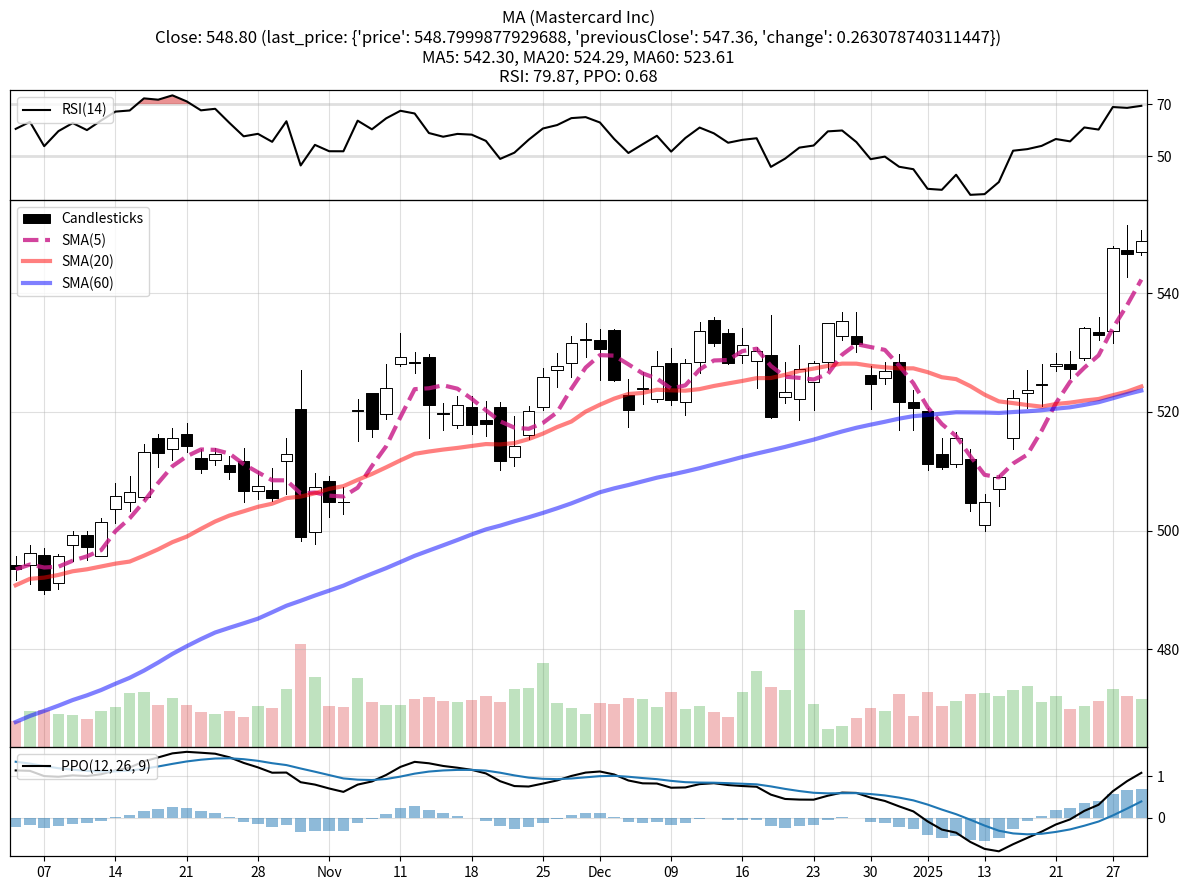 MA (Mastercard Inc)
Close: 548.80 (last_price: {'price': 548.7999877929688, 'previousClose': 547.36, 'change': 0.263078740311447})
MA5: 542.30, MA20: 524.29, MA60: 523.61
RSI: 79.87, PPO: 0.68
RSI(14)
70
50
Candlesticks
SMA(5)
SMA(20)
SMA(60)
540
520
500
480
PPO(12, 26, 9)
1
0
07 14 21 28 Nov 11 18 25 Dec 09 16 23 30 2025 13 21 27